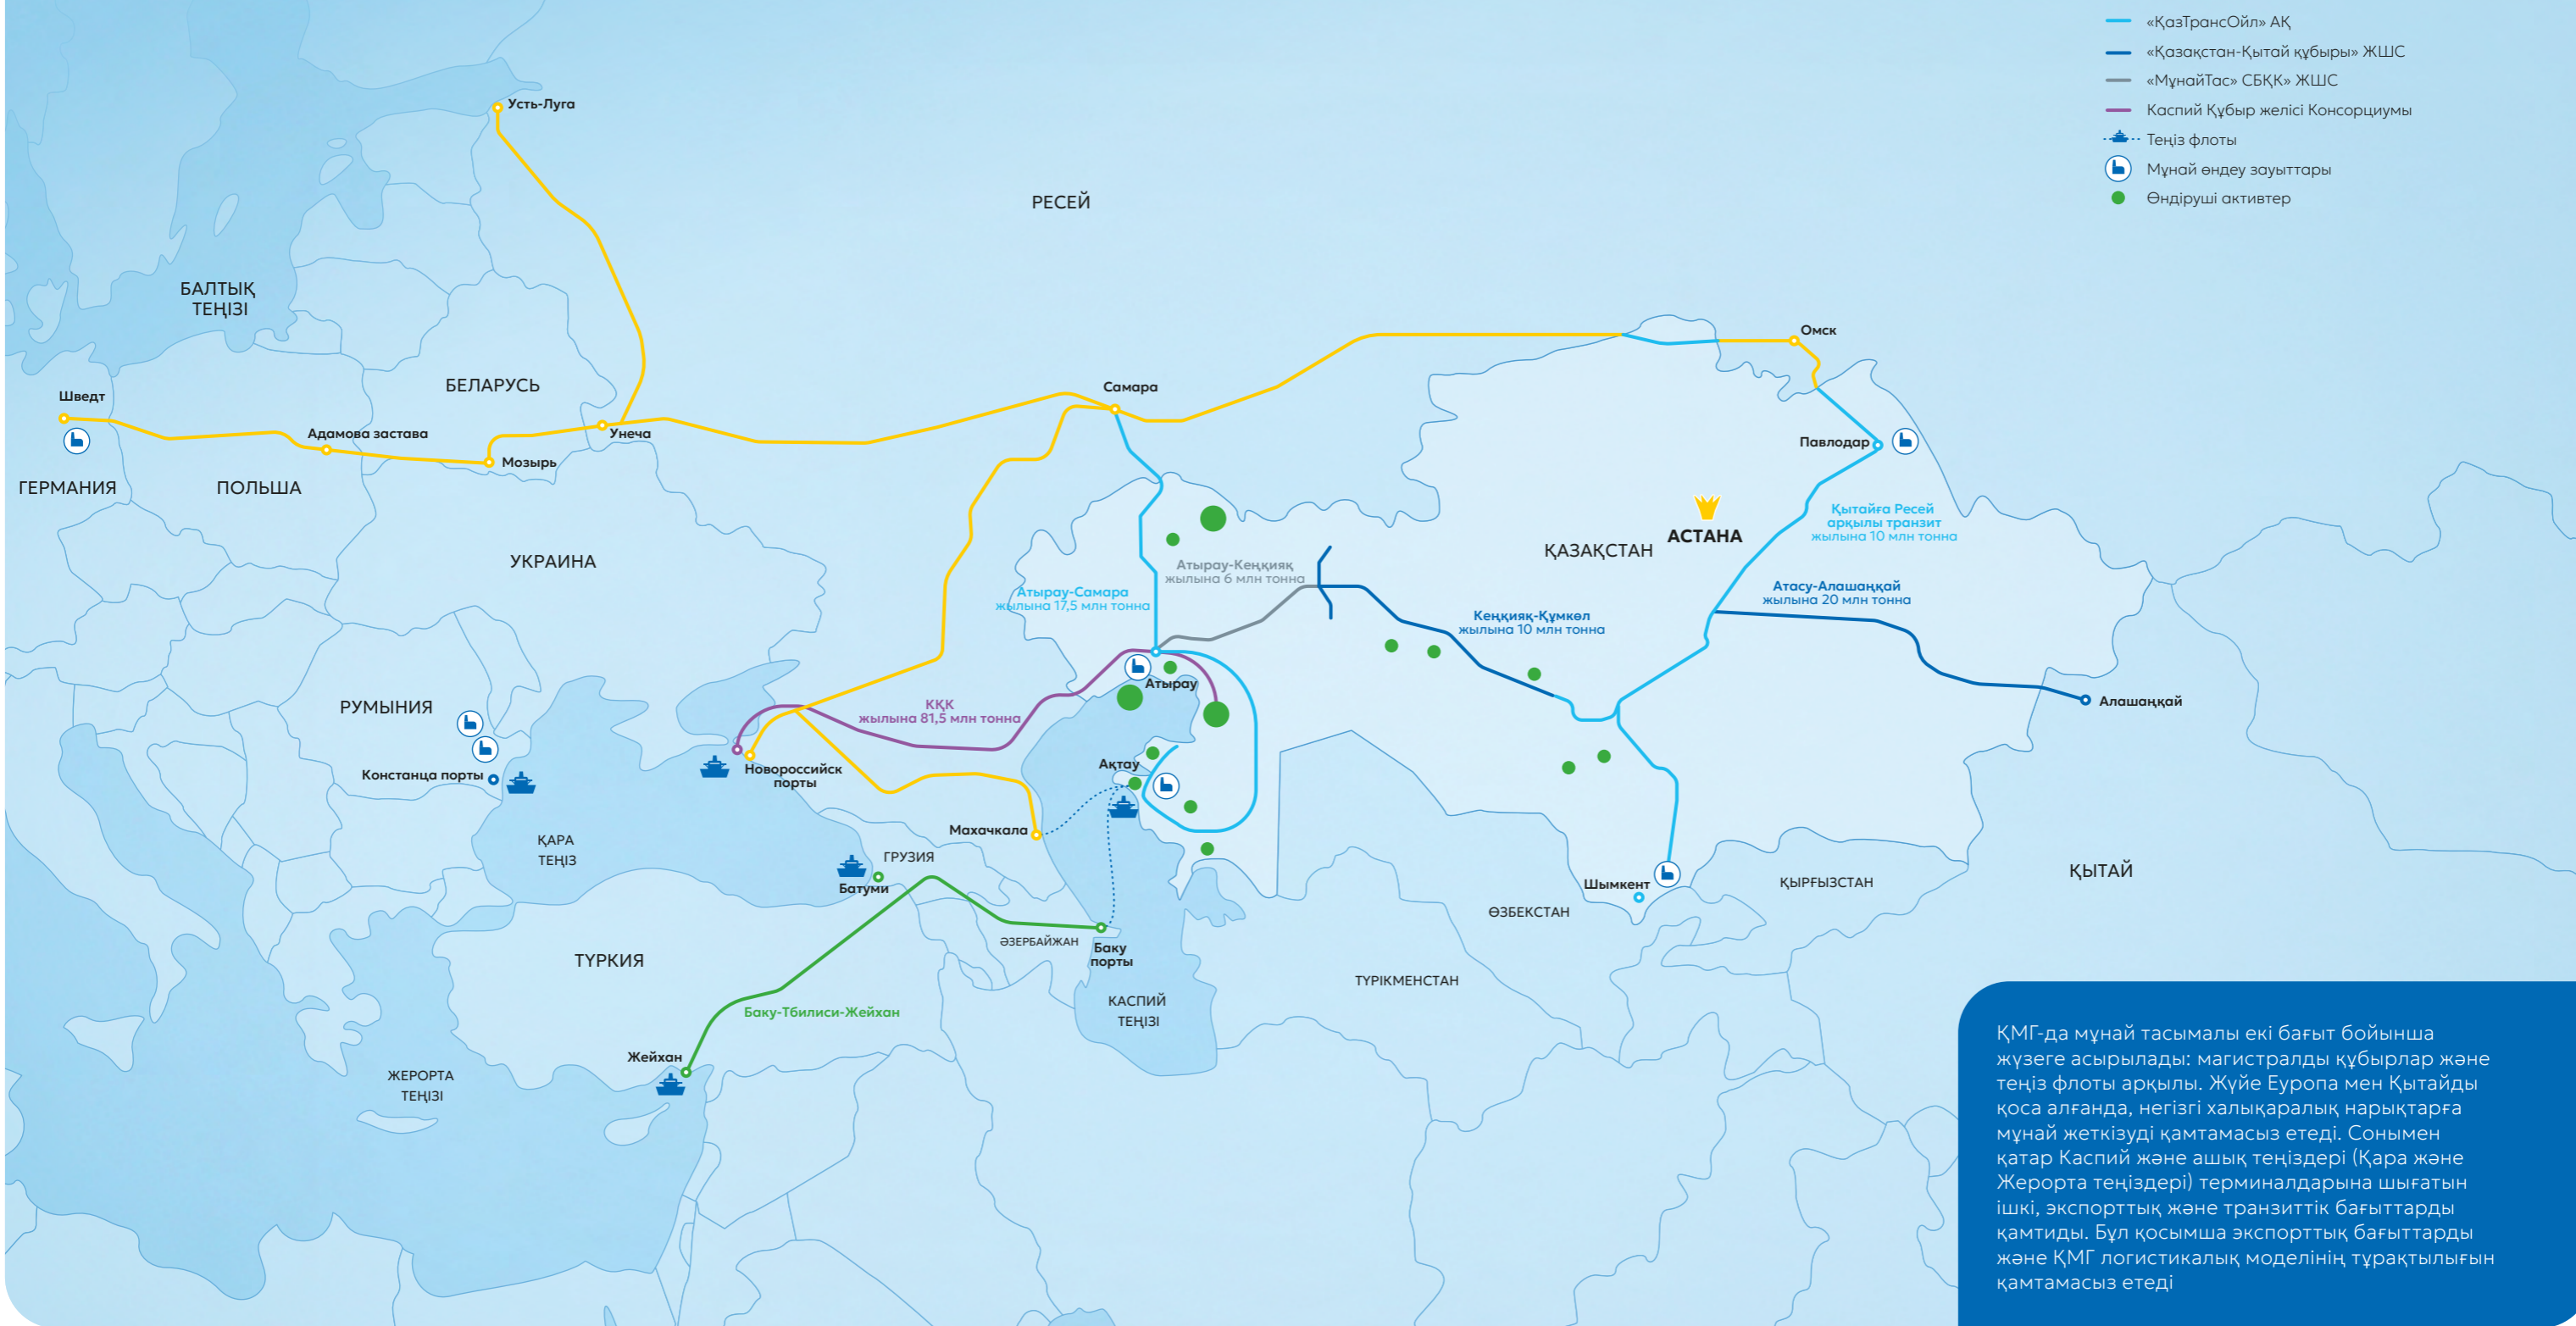 «ҚазТрансОйл» АҚ
«Қазақстан-Қытай құбыры» ЖШС
«МұнайТас» СБҚК» ЖШС
Каспий Құбыр желісі Консорциумы
Теңіз флоты
Мұнай өндеу зауыттары
Өндіруші активтер
Усть-Луга
РЕСЕЙ
БАЛТЫҚ
ТЕҢІЗІ
Омск
БЕЛАРУСЬ
Самара
Шведт
Адамова застава
Унеча
Мозырь
Павлодар
ГЕРМАНИЯ
ПОЛЬША
Қытайға Ресей
арқылы транзит
жылына 10 млн тонна
АСТАНА
ҚАЗАҚСТАН
УКРАИНА
Атырау-Кеңқияқ
жылына 6 млн тонна
Атырау-Самара
жылына 17,5 млн тонна
Атасу-Алашаңқай
жылына 20 млн тонна
Кеңқияқ-Құмкөл
жылына 10 млн тонна
Атырау
РУМЫНИЯ
КҚК
жылына 81,5 млн тонна
Алашаңқай
Констанца порты
Новороссийск
порты
Ақтау
Махачкала
ҚАРА
ТЕҢІЗ
ГРУЗИЯ
Батуми
Шымкент
ҚЫРҒЫЗСТАН
ҚЫТАЙ
ӨЗБЕКСТАН
ӘЗЕРБАЙЖАН
Баку
порты
ТҮРКИЯ
ТҮРІКМЕНСТАН
КАСПИЙ
ТЕҢІЗІ
Баку-Тбилиси-Жейхан
Жейхан
ЖЕРОРТА
ТЕҢІЗІ
ҚМГ-да мұнай тасымалы екі бағыт бойынша
жүзеге асырылады: магистралды құбырлар және
теңіз флоты арқылы. Жүйе Еуропа мен Қытайды
қоса алғанда, негізгі халықаралық нарықтарға
мұнай жеткізуді қамтамасыз етеді. Сонымен
қатар Каспий және ашық теңіздері (Қара және
Жерорта теңіздері) терминалдарына шығатын
ішкі, экспорттық және транзиттік бағыттарды
қамтиды. Бұл қосымша экспорттық бағыттарды
және ҚМГ логистикалық моделінің тұрақтылығын
қамтамасыз етеді